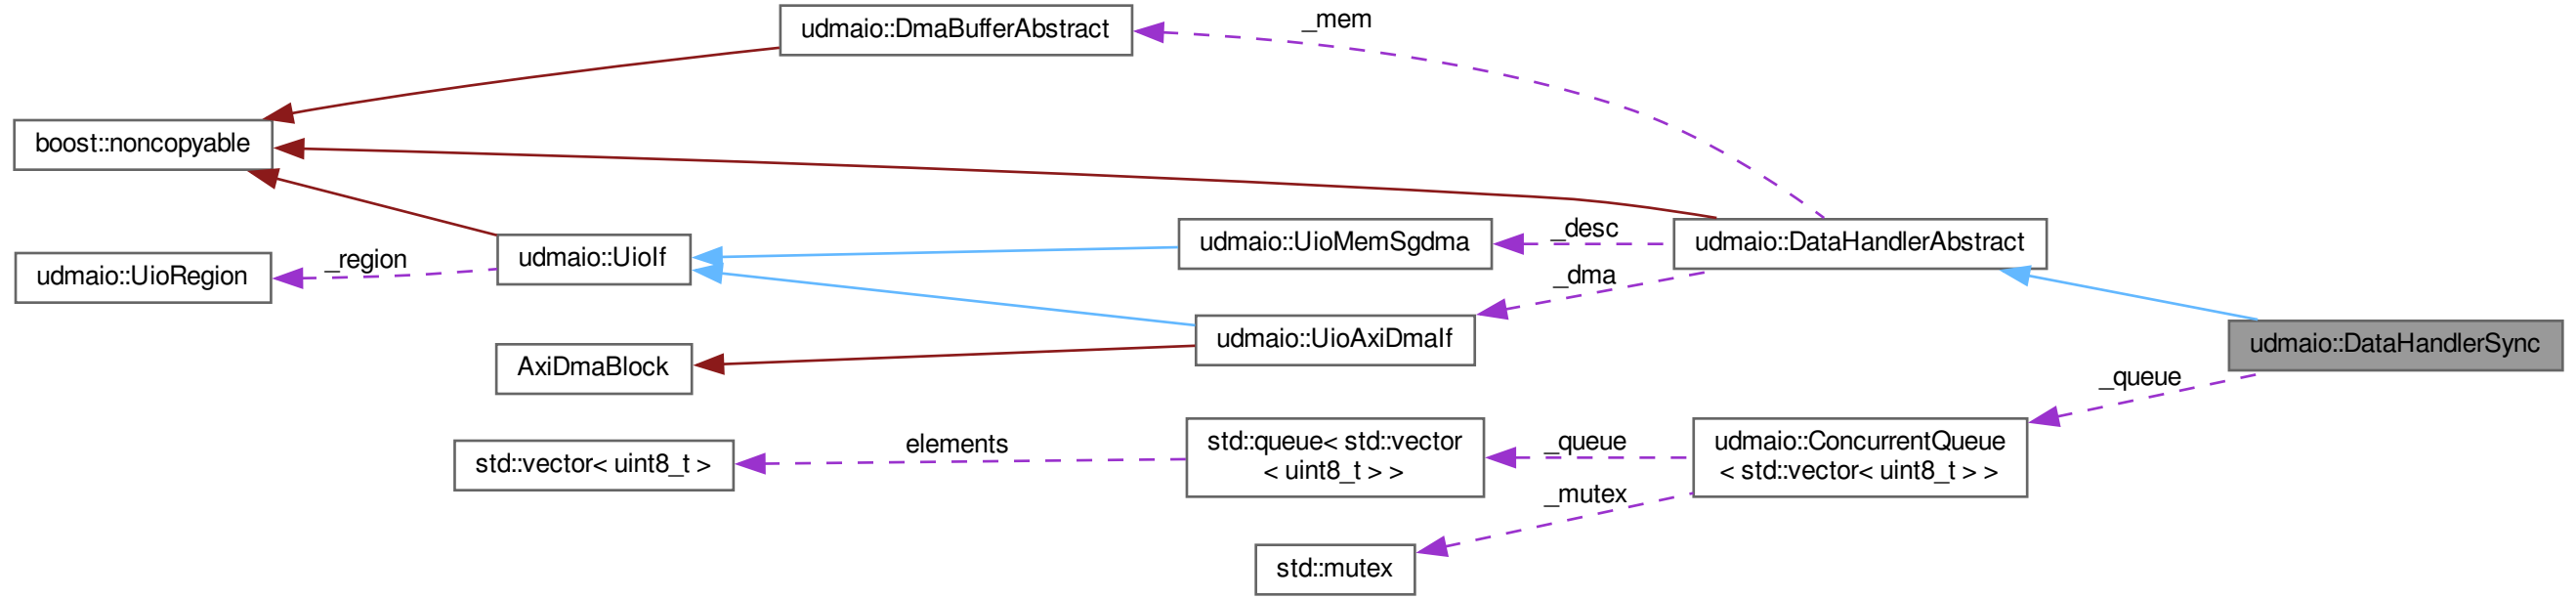 udmaio::DmaBufferAbstract
_mem
boost::noncopyable
udmaio::UioRegion
_region
udmaio::UioIf
udmaio::UioMemSgdma
_desc
udmaio::DataHandlerAbstract
_dma
udmaio::UioAxiDmaIf
AxiDmaBlock
udmaio::DataHandlerSync
_queue
std::vector< uint8_t >
elements
std::queue< std::vector
< uint8_t > >
_queue
udmaio::ConcurrentQueue
< std::vector< uint8_t > >
_mutex
std::mutex